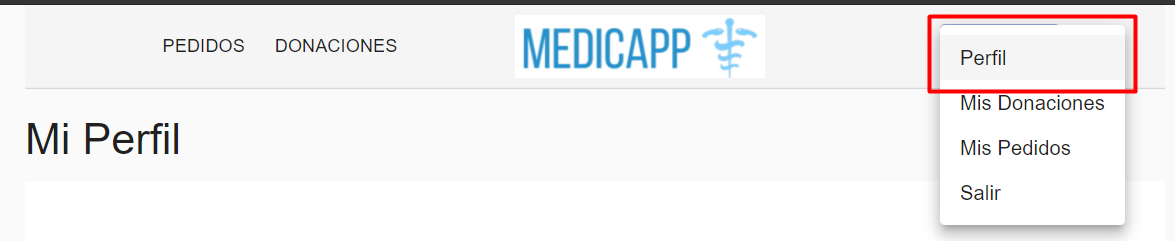 PEDIDOS DONACIONES MEDICAPP
Perfil
Mis Donaciones
Mi Perfil
Mis Pedidos
Salir